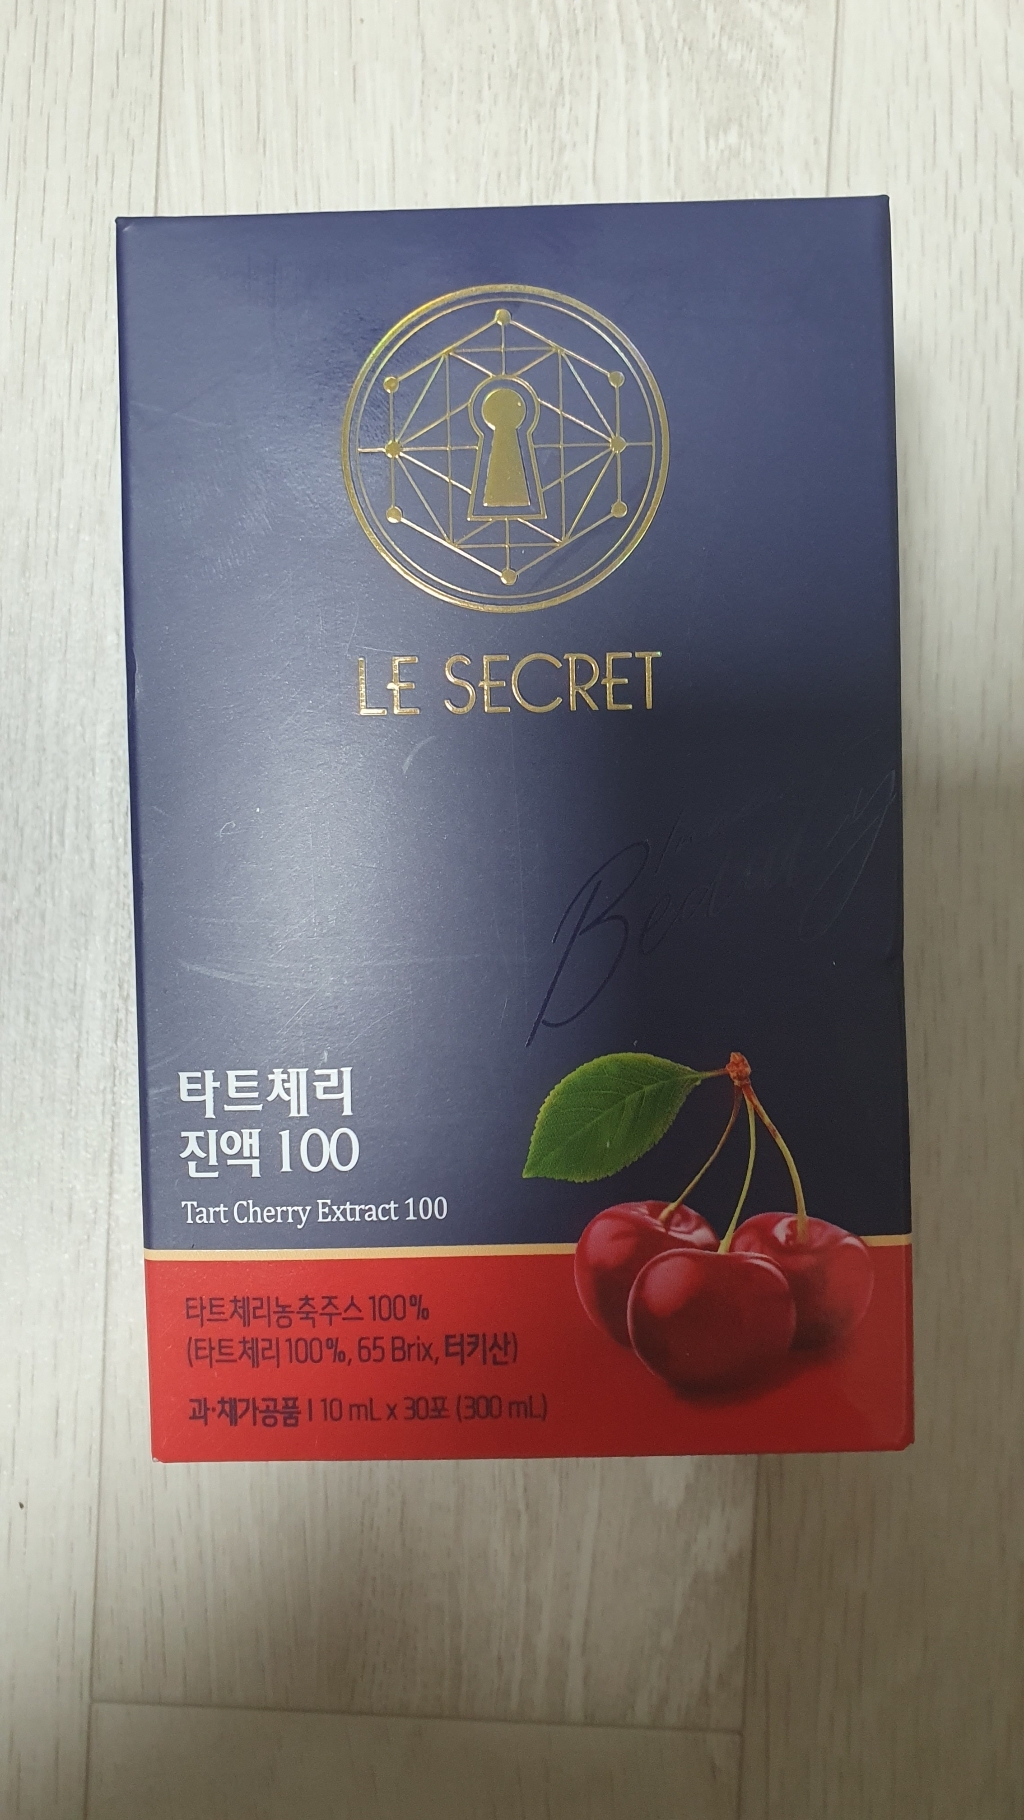 LE SECRET
Beauty
타트체리
진액 100
Tart Cherry Extract 100
타트체리농축주스 100%
(타트체리 100%, 65 Brix, 터키산)
과·채가공품 | 10 mL x 30포 (300 mL)